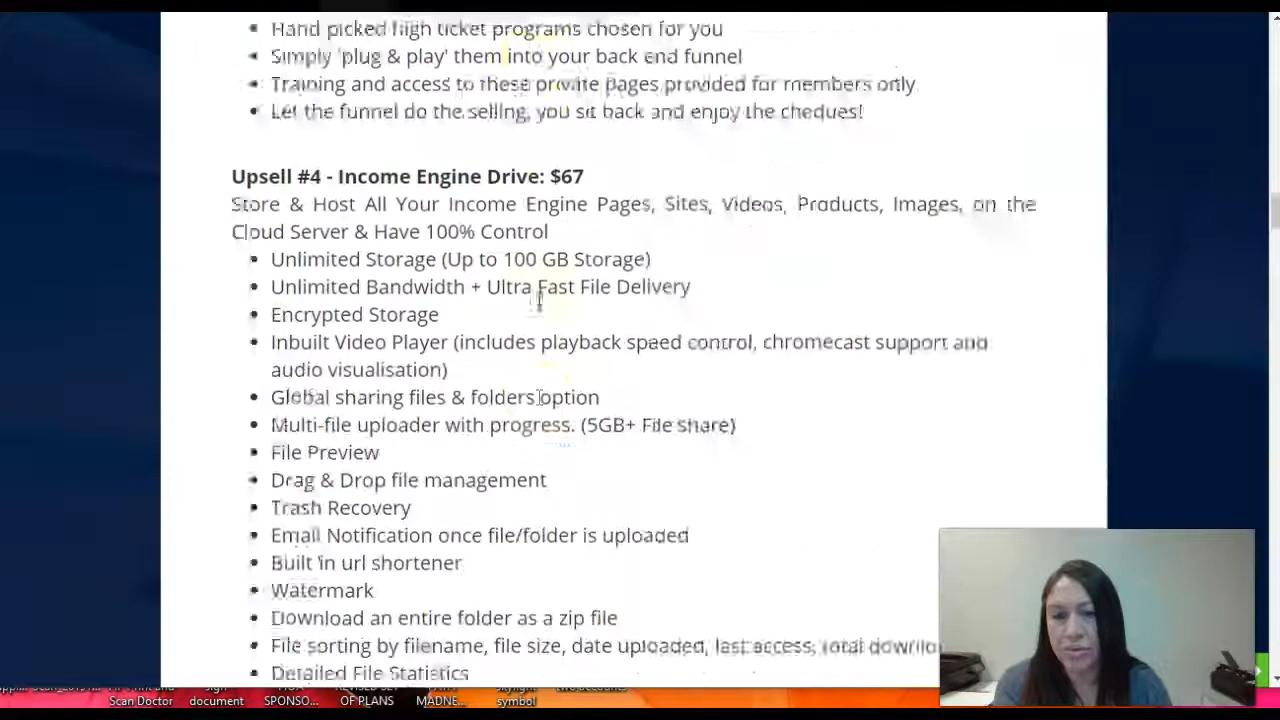 Hand picked high ticket programs chosen for you
Simply 'plug & play' them into your back end funnel
Training and access to these private pages provided for members only
Let the funnel do the selling, you sit back and enjoy the cheques!
Upsell #4 - Income Engine Drive: $67
Store & Host All Your Income Engine Pages, Sites, Videos, Products, Images, on the
Cloud Server & Have 100% Control
Unlimited Storage (Up to 100 GB Storage)
Unlimited Bandwidth + Ultra Fast File Delivery
Encrypted Storage
Inbuilt Video Player (includes playback speed control, chromecast support and
audio visualisation)
Global sharing files & folders option
Multi-file uploader with progress. (5GB+ File share)
File Preview
Drag & Drop file management
Trash Recovery
Email Notification once file/folder is uploaded
Built in url shortener
Watermark
Download an entire folder as a zip file
File sorting by filename, file size, date uploaded, last access, total
Detailed File Statistics
Scan Doctor document SPONSO... OF PLANS MADNE... symbol